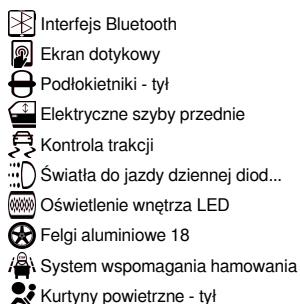 Interfejs Bluetooth
Ekran dotykowy
Podłokietniki - tył
Elektryczne szyby przednie
Kontrola trakcji
Światła do jazdy dziennej diod...
Oświetlenie wnętrza LED
Felgi aluminiowe 18
System wspomagania hamowania
Kurtyny powietrzne - tył